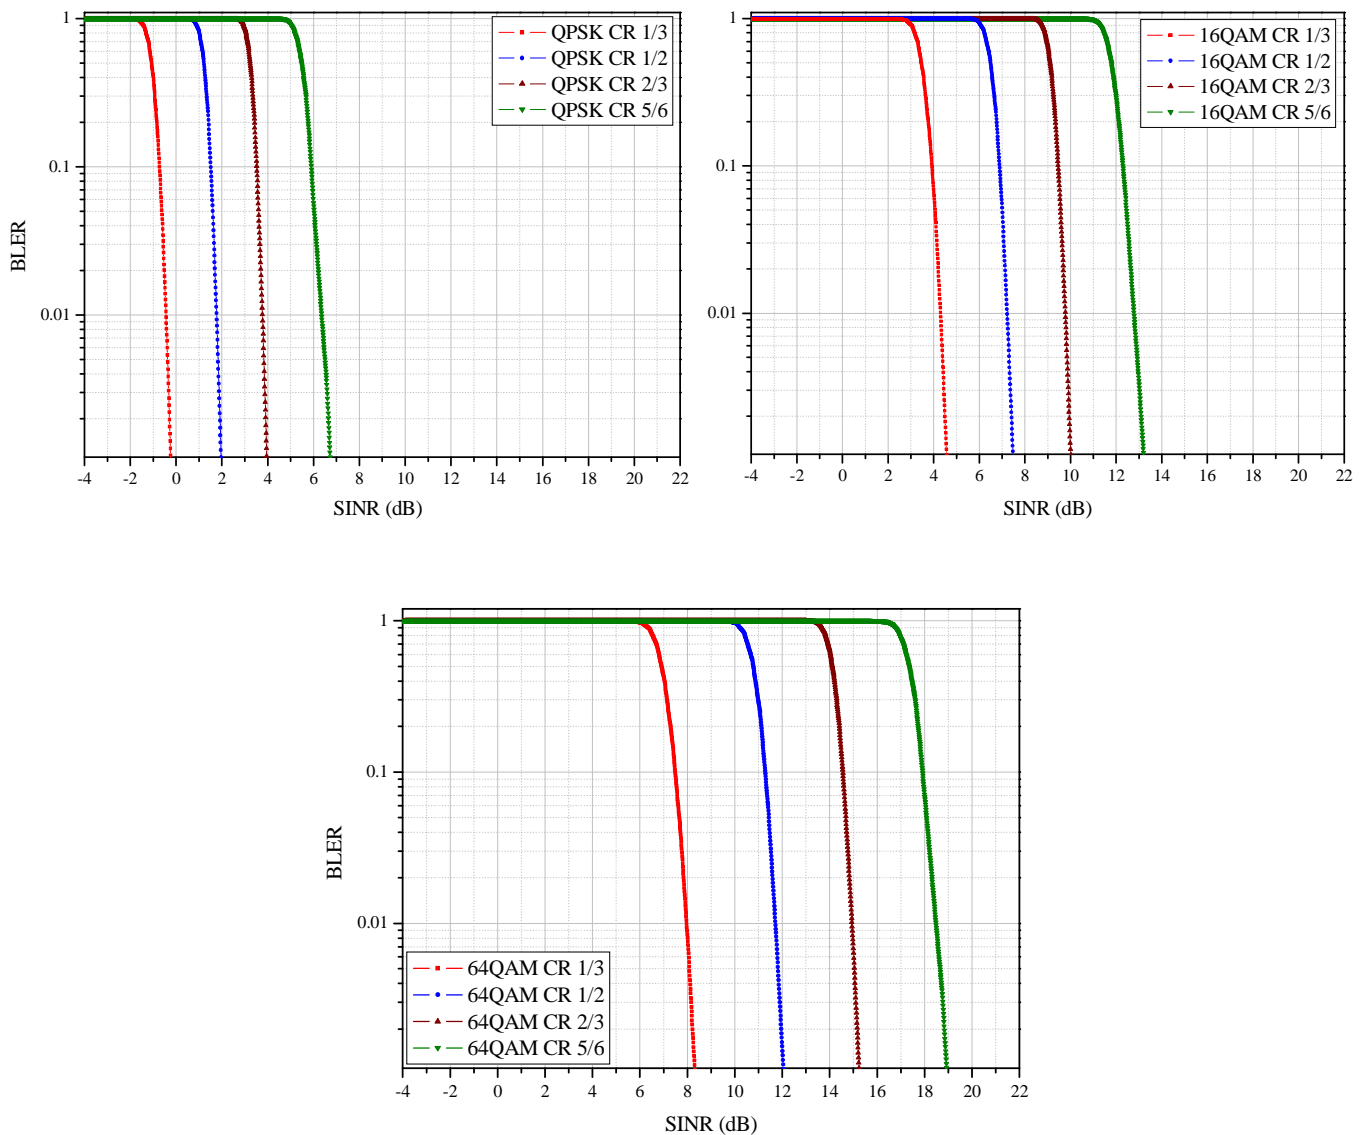 1
0.1
0.01
BLER
-4 -2 0 2 4 6 8 10 12 14 16 18 20 22
SINR (dB)
QPSK CR 1/3
QPSK CR 1/2
QPSK CR 2/3
QPSK CR 5/6
1
0.1
0.01
-4 -2 0 2 4 6 8 10 12 14 16 18 20 22
SINR (dB)
16QAM CR 1/3
16QAM CR 1/2
16QAM CR 2/3
16QAM CR 5/6
1
0.1
0.01
BLER
64QAM CR 1/3
64QAM CR 1/2
64QAM CR 2/3
64QAM CR 5/6
-4 -2 0 2 4 6 8 10 12 14 16 18 20 22
SINR (dB)